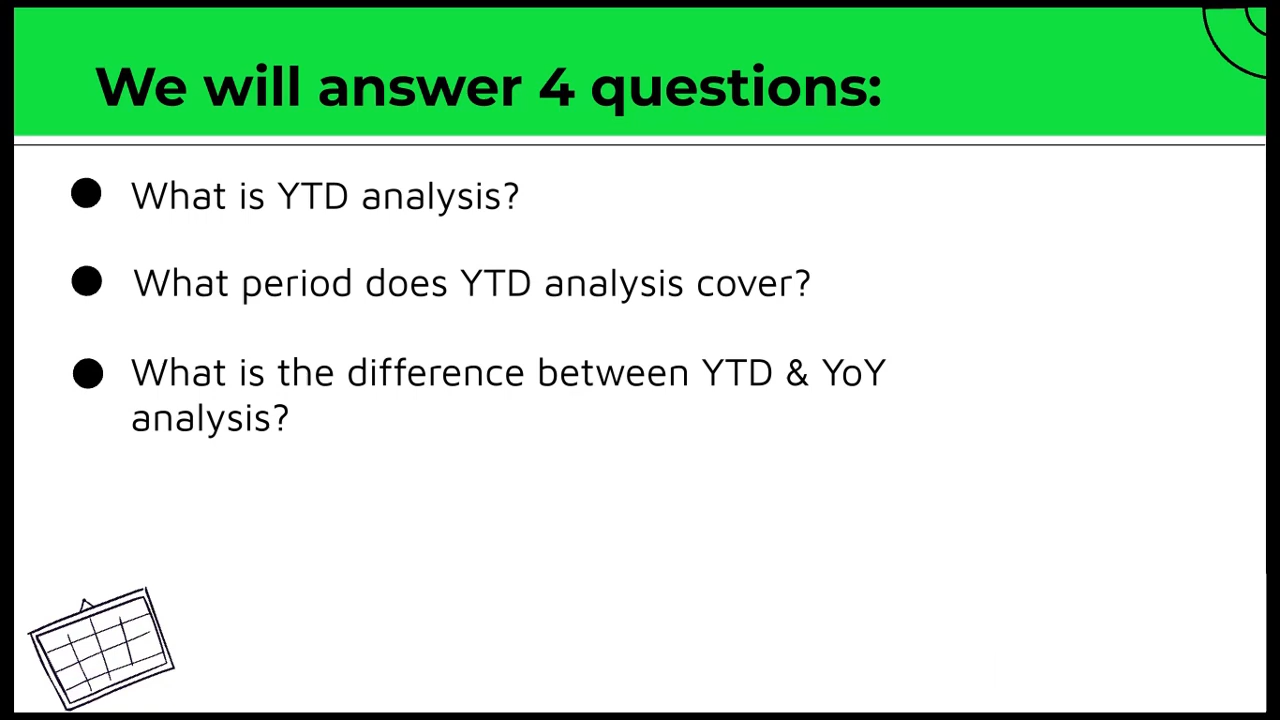 We will answer 4 questions:
What is YTD analysis?
What period does YTD analysis cover?
What is the difference between YTD & YoY
analysis?